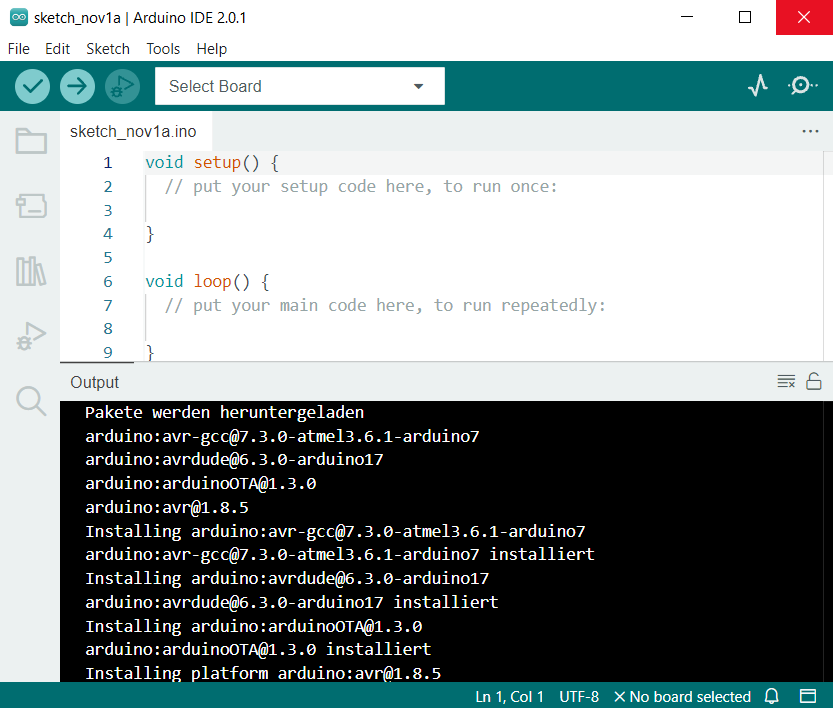 sketch_nov1a | Arduino IDE 2.0.1
File Edit Sketch Tools Help
Select Board
sketch_nov1a.ino
1 void setup() {
2 // put your setup code here, to run once:
3
4 }
5
6 void loop() {
7 // put your main code here, to run repeatedly:
8
9 }
Output
Pakete werden heruntergeladen
arduino:avr-gcc@7.3.0-atmel3.6.1-arduino7
arduino:avrdude@6.3.0-arduino17
arduino:arduinoOTA@1.3.0
arduino:avr@1.8.5
Installing arduino:avr-gcc@7.3.0-atmel3.6.1-arduino7
arduino:avr-gcc@7.3.0-atmel3.6.1-arduino7 installiert
Installing arduino:avrdude@6.3.0-arduino17
arduino:avrdude@6.3.0-arduino17 installiert
Installing arduino:arduinoOTA@1.3.0
arduino:arduinoOTA@1.3.0 installiert
Installing platform arduino:avr@1.8.5
Ln 1, Col 1 UTF-8 No board selected